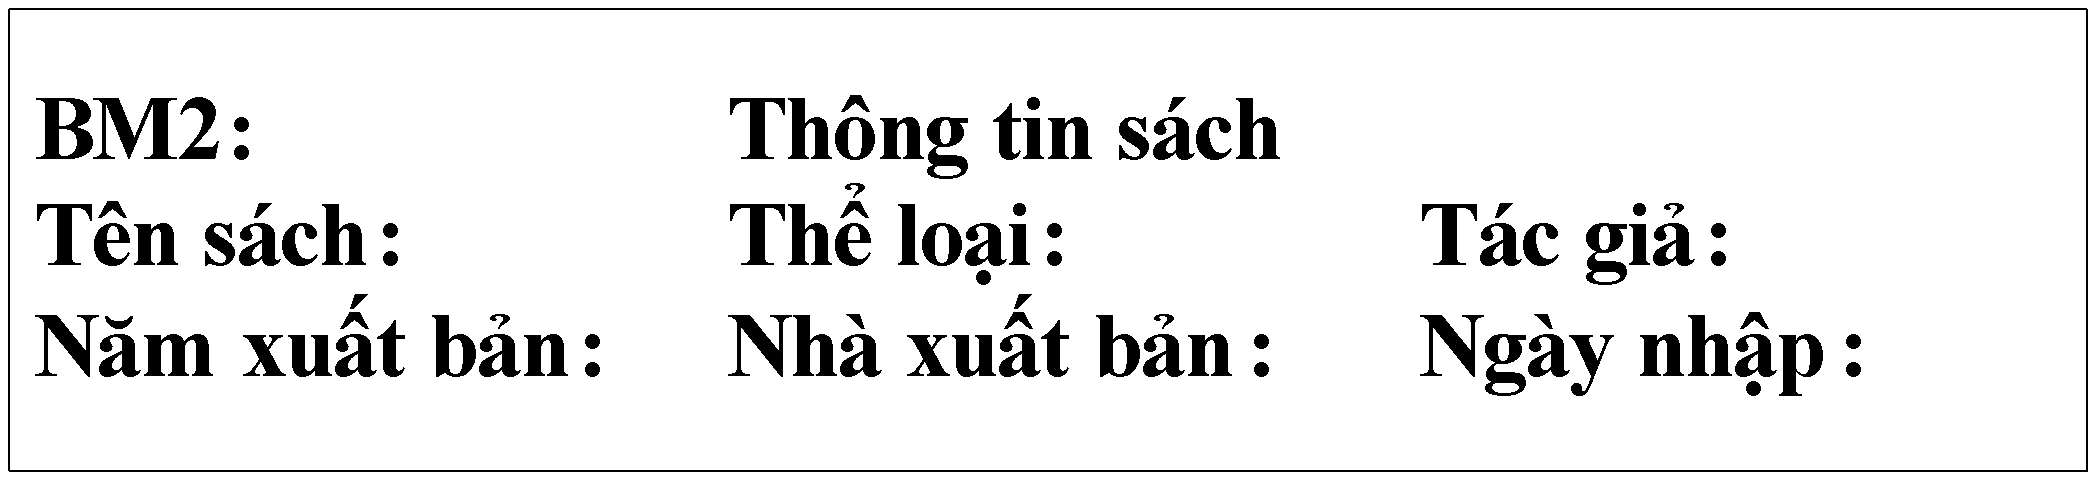 BM2: Thông tin sách
Tên sách: Thể loại: Tác giả:
Năm xuất bản: Nhà xuất bản: Ngày nhập: